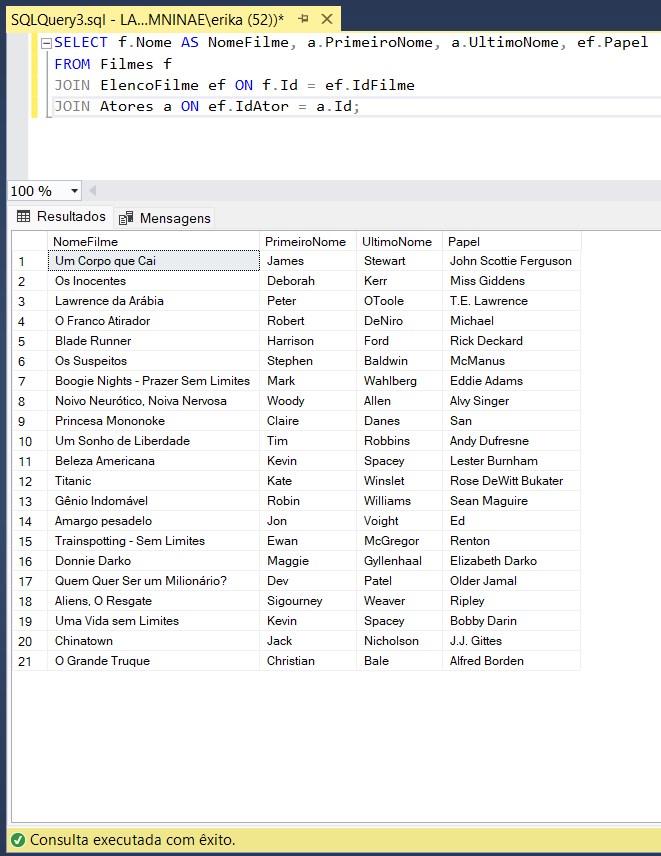 SQLQuery3.sql - LA...MNINAE\erika (52))*
SELECT f.Nome AS NomeFilme, a.PrimeiroNome, a.UltimoNome, ef.Papel
FROM Filmes f
JOIN ElencoFilme ef ON f.Id = ef.IdFilme
JOIN Atores a ON ef.IdAtor = a.Id;
100 %
Resultados Mensagens
NomeFilme PrimeiroNome UltimoNome Papel
1 Um Corpo que Cai James Stewart John Scottie Ferguson
2 Os Inocentes Deborah Kerr Miss Giddens
3 Lawrence da Arábia Peter OToole T.E. Lawrence
4 O Franco Atirador Robert DeNiro Michael
5 Blade Runner Harrison Ford Rick Deckard
6 Os Suspeitos Stephen Baldwin McManus
7 Boogie Nights - Prazer Sem Limites Mark Wahlberg Eddie Adams
8 Noivo Neurótico, Noiva Nervosa Woody Allen Alvy Singer
9 Princesa Mononoke Claire Danes San
10 Um Sonho de Liberdade Tim Robbins Andy Dufresne
11 Beleza Americana Kevin Spacey Lester Burnham
12 Titanic Kate Winslet Rose DeWitt Bukater
13 Gênio Indomável Robin Williams Sean Maguire
14 Amargo pesadelo Jon Voight Ed
15 Trainspotting - Sem Limites Ewan McGregor Renton
16 Donnie Darko Maggie Gyllenhaal Elizabeth Darko
17 Quem Quer Ser um Milionário? Dev Patel Older Jamal
18 Aliens, O Resgate Sigourney Weaver Ripley
19 Uma Vida sem Limites Kevin Spacey Bobby Darin
20 Chinatown Jack Nicholson J.J. Gittes
21 O Grande Truque Christian Bale Alfred Borden
Consulta executada com êxito.